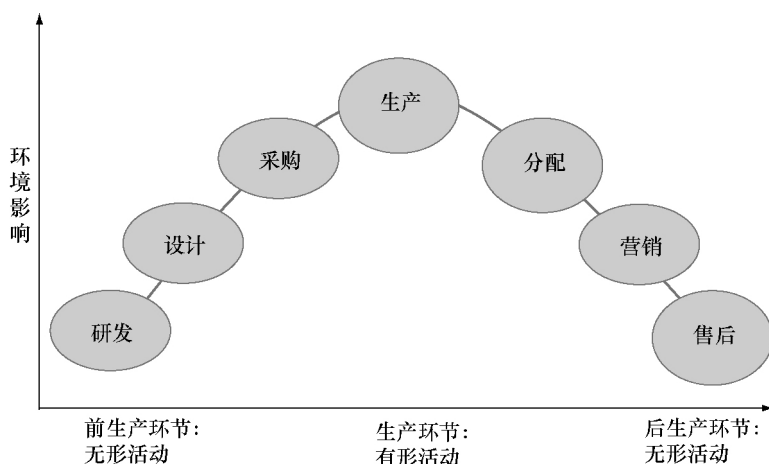 环境影响
生产
采购
分配
设计
营销
研发
售后
前生产环节：
无形活动
生产环节：
有形活动
后生产环节：
无形活动